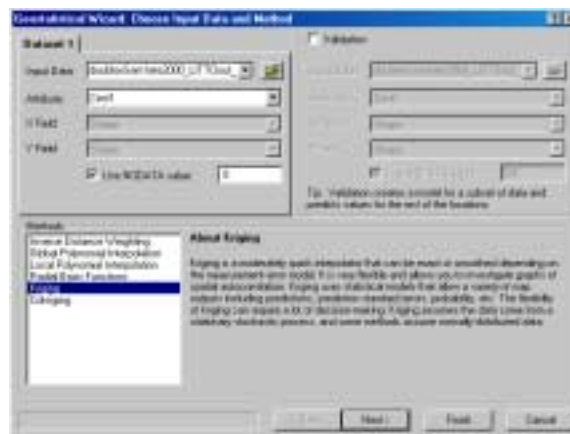 Geostatistical Wizard: Choose Input Data and Method
Dataset 1
Validation
Input Data:
Attribute:
X Field:
Y Field:
Use NODATA value:
Tip: Validation creates a model for a subset of data and
predicts values for the rest of the locations.
Methods
Inverse Distance Weighting
Global Polynomial Interpolation
Local Polynomial Interpolation
Radial Basis Functions
Kriging
Cokriging
About Kriging
Kriging is a moderately quick interpolator that can be exact or smoothed depending on
the measurement error model. It is very flexible and allows you to investigate graphs of
spatial autocorrelation. Kriging uses statistical models that allow a variety of map
outputs including predictions, prediction standard errors, probability, etc. The flexibility
of kriging can require a lot of decision-making. Kriging assumes the data come from a
stationary stochastic process, and some methods assume normally-distributed data.
Next >
Finish
Cancel